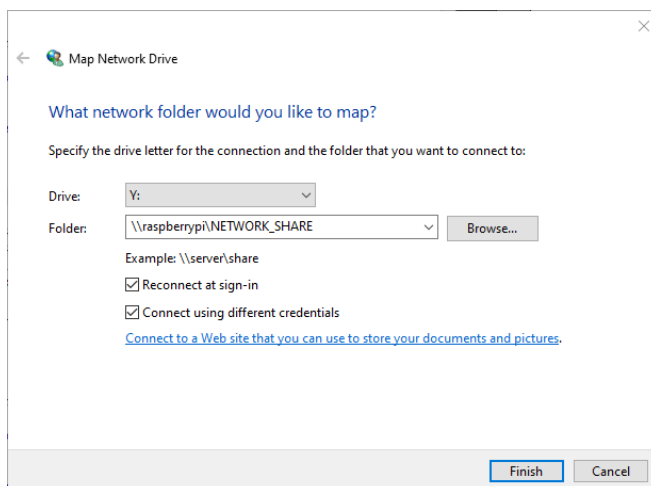 Map Network Drive
What network folder would you like to map?
Specify the drive letter for the connection and the folder that you want to connect to:
Drive: Y:
Folder: \\raspberrypi\NETWORK_SHARE Browse...
Example: \\server\share
Reconnect at sign-in
Connect using different credentials
Connect to a Web site that you can use to store your documents and pictures.
Finish Cancel